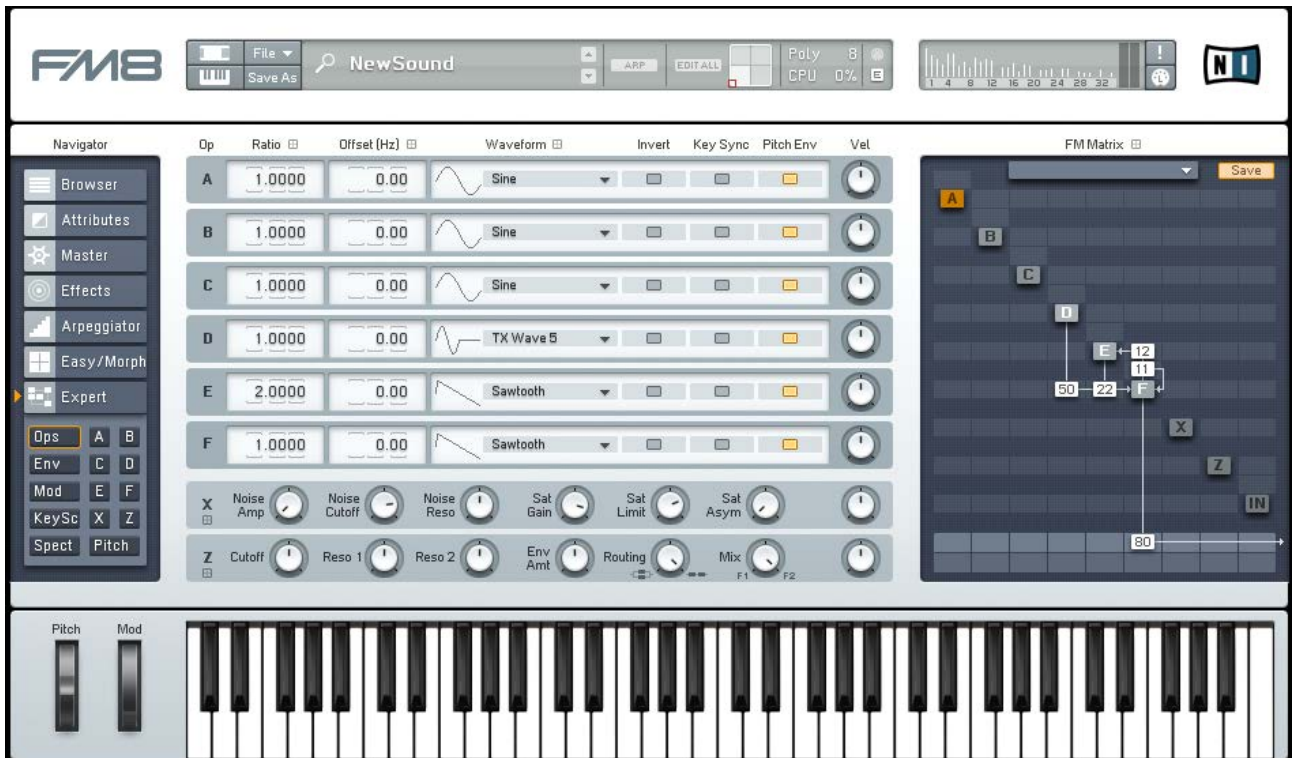 FM8
File
Save As
NewSound
ARP
EDIT ALL
Poly 8
CPU 0% E
1 4 8 12 16 20 24 28 32
!
NI
Navigator
Browser
Attributes
Master
Effects
Arpeggiator
Easy/Morph
Expert
Ops A B
Env C D
Mod E F
KeySc X Z
Spect Pitch
Op Ratio Offset (Hz) Waveform Invert Key Sync Pitch Env Vel
A 1.0000 0.00 Sine
B 1.0000 0.00 Sine
C 1.0000 0.00 Sine
D 1.0000 0.00 TX Wave 5
E 2.0000 0.00 Sawtooth
F 1.0000 0.00 Sawtooth
X Noise Amp Noise Cutoff Noise Reso Sat Gain Sat Limit Sat Asym
Z Cutoff Reso 1 Reso 2 Env Amt Routing Mix F1 F2
FM Matrix
Save
A
B
C
D
E 12
11
50 22 F
X
Z
IN
80
Pitch Mod